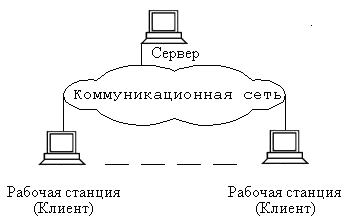 Сервер
Коммуникационная сеть
Рабочая станция
(Клиент)
Рабочая станция
(Клиент)